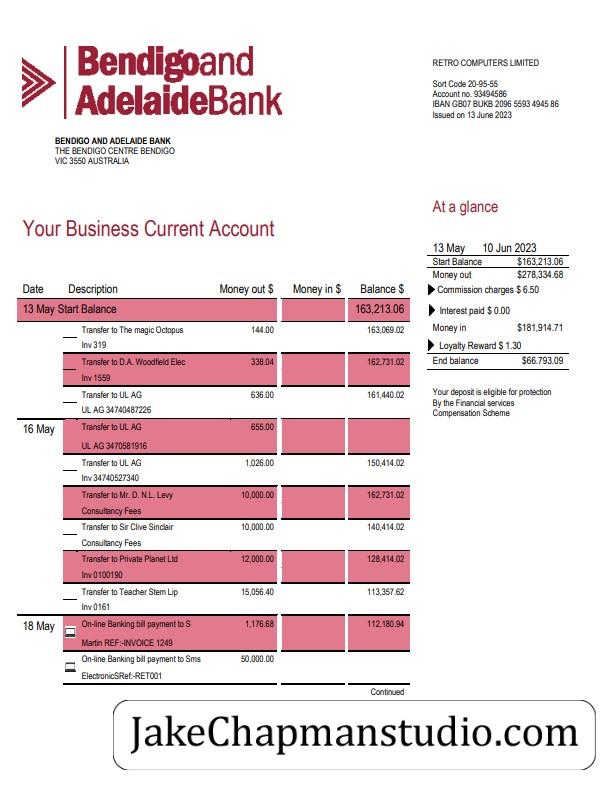 Bendigoand
AdelaideBank
RETRO COMPUTERS LIMITED
Sort Code 20-95-55
Account no. 93494586
IBAN GB07 BUKB 2096 5593 4945 86
Issued on 13 June 2023
BENDIGO AND ADELAIDE BANK
THE BENDIGO CENTRE BENDIGO
VIC 3550 AUSTRALIA
Your Business Current Account
At a glance
13 May 10 Jun 2023
Start Balance $163,213.06
Money out $278,334.68
Commission charges $ 6.50
Interest paid $ 0.00
Money in $181,914.71
Loyalty Reward $ 1.30
End balance $66.793.09
Your deposit is eligible for protection
By the Financial services
Compensation Scheme
Date Description Money out $ Money in $ Balance $
13 May Start Balance 163,213.06
Transfer to The magic Octopus 144.00 163,069.02
Inv 319
Transfer to D.A. Woodfield Elec 338.04 162,731.02
Inv 1559
Transfer to UL AG 636.00 161,440.02
UL AG 34740487226
16 May Transfer to UL AG 655.00
UL AG 3470581916
Transfer to UL AG 1,026.00 150,414.02
Inv 34740527340
Transfer to Mr. D. N.L. Levy 10,000.00 162,731.02
Consultancy Fees
Transfer to Sir Clive Sinclair 10,000.00 140,414.02
Consultancy Fees
Transfer to Private Planet Ltd 12,000.00 128,414.02
Inv 0100190
Transfer to Teacher Stem Lip 15,056.40 113,357.62
Inv 0161
18 May On-line Banking bill payment to S 1,176.68 112,180.94
Martin REF:-INVOICE 1249
On-line Banking bill payment to Sms 50,000.00
ElectronicSRef:-RET001
Continued
JakeChapmanstudio.com